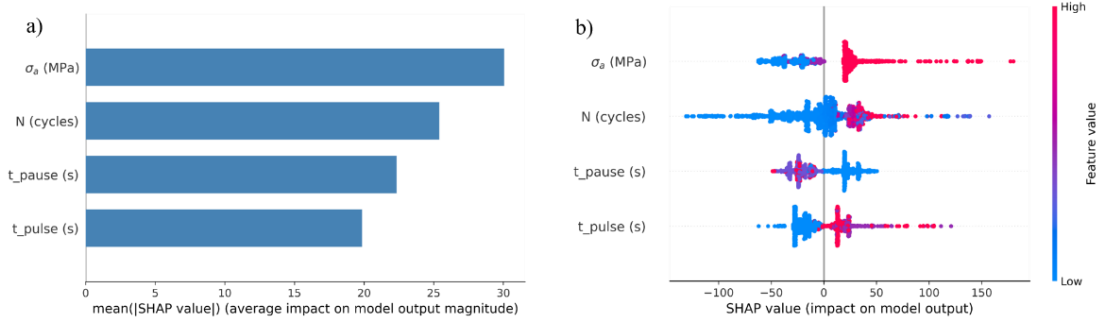 a)
σₐ (MPa)
N (cycles)
t_pause (s)
t_pulse (s)
0 5 10 15 20 25 30
mean(|SHAP value|) (average impact on model output magnitude)
b)
σₐ (MPa)
N (cycles)
t_pause (s)
t_pulse (s)
−100 −50 0 50 100 150
SHAP value (impact on model output)
High
Feature value
Low